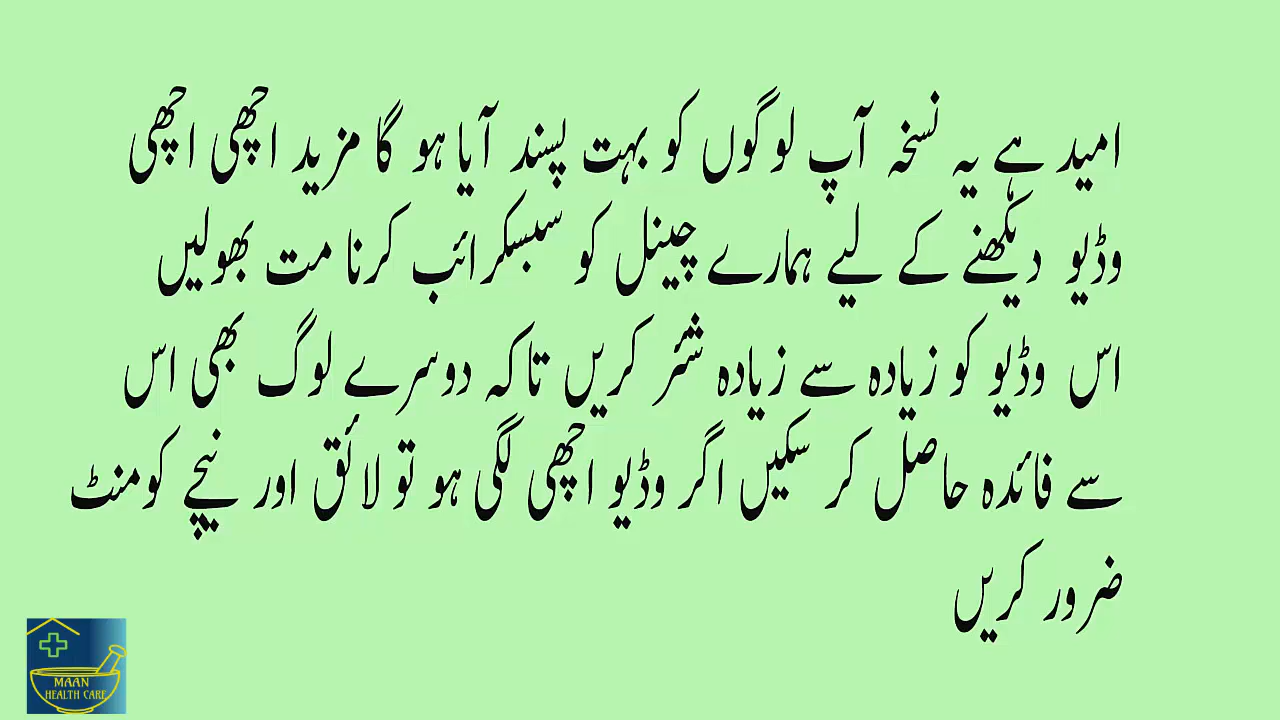 امید ہے یہ نسخہ آپ لوگوں کو بہت پسند آیا ہو گا مزید اچھی اچھی
وڈیو دیکھنے کے لیے ہمارے چینل کو سبسکرائب کرنا مت بھولیں
اس وڈیو کو زیادہ سے زیادہ شئر کریں تاکہ دوسرے لوگ بھی اس
سے فائدہ حاصل کر سکیں اگر وڈیو اچھی لگی ہو تو لائق اور نیچے کومنٹ
ضرور کریں
MAAN
HEALTH CARE